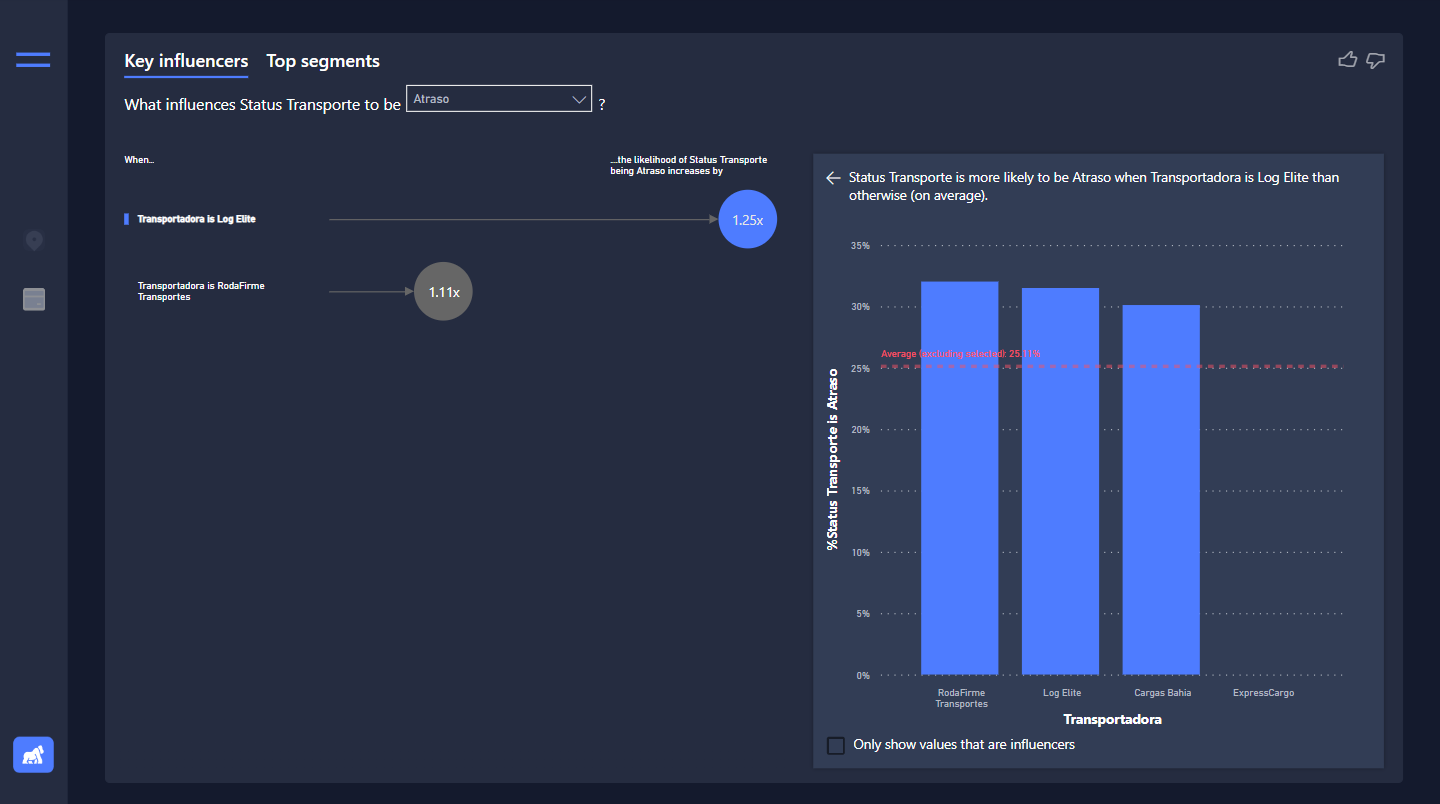 Key influencers Top segments
What influences Status Transporte to be Atraso ?
When...
...the likelihood of Status Transporte
being Atraso increases by
Transportadora is Log Elite
1.25x
Transportadora is RodaFirme
Transportes
1.11x
Status Transporte is more likely to be Atraso when Transportadora is Log Elite than
otherwise (on average).
35%
30%
Average (excluding selected): 25.11%
25%
20%
15%
10%
5%
0%
%Status Transporte is Atraso
RodaFirme
Transportes
Log Elite
Cargas Bahia
ExpressCargo
Transportadora
Only show values that are influencers